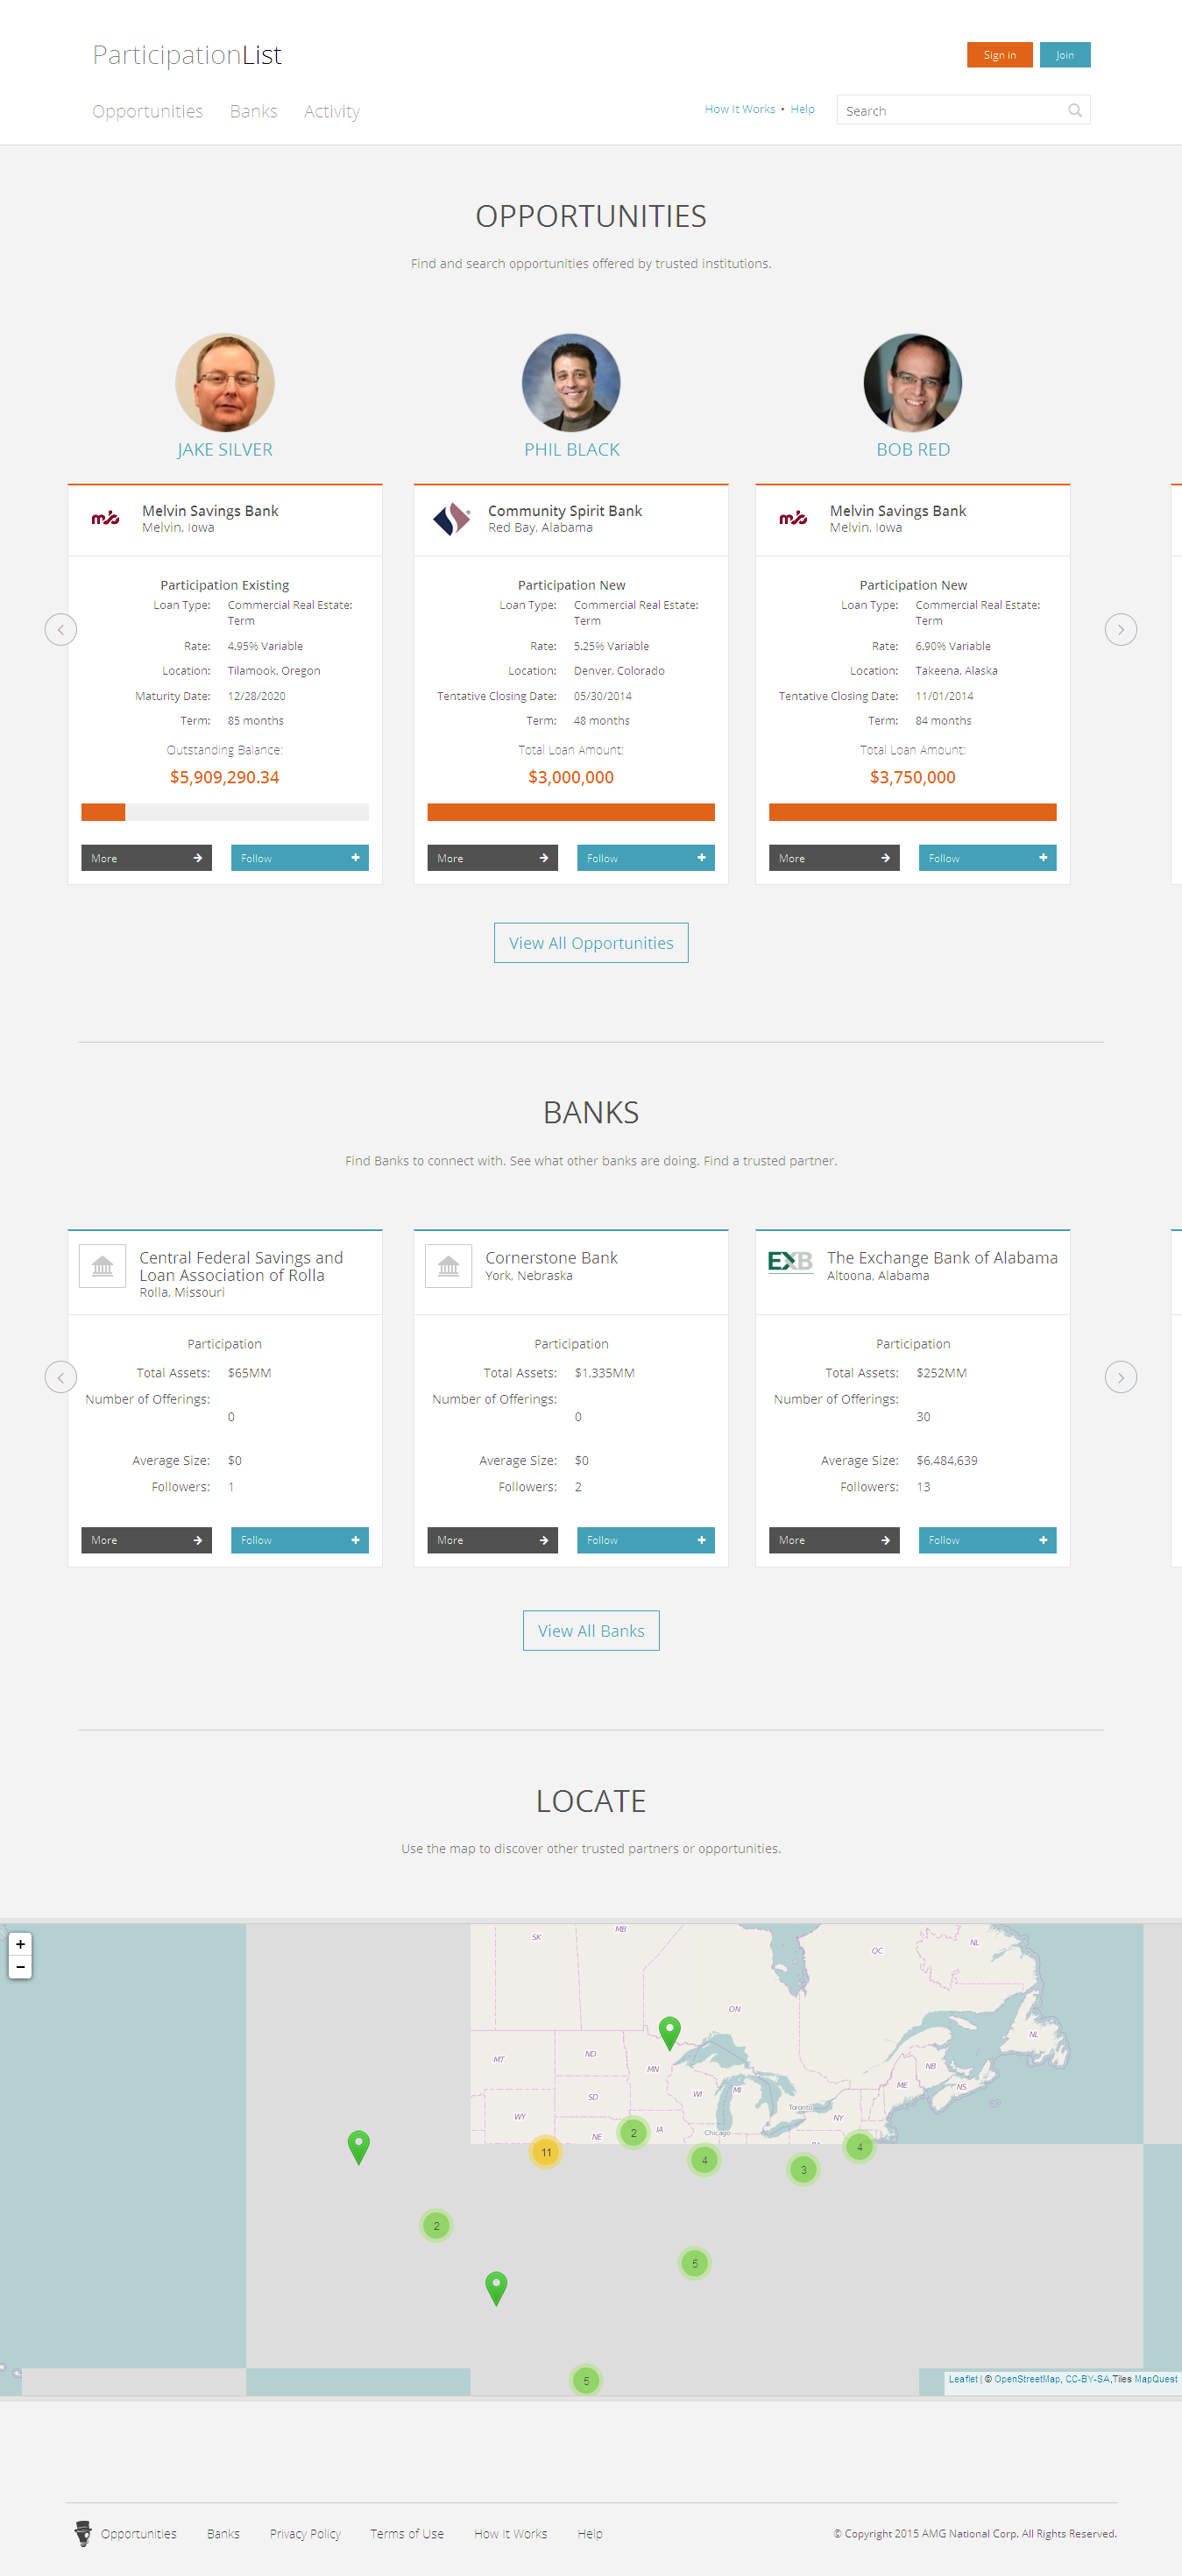 ParticipationList
Sign in
Join
Opportunities
Banks
Activity
How It Works • Help
Search
OPPORTUNITIES
Find and search opportunities offered by trusted institutions.
JAKE SILVER
PHIL BLACK
BOB RED
mb
Melvin Savings Bank
Melvin, Iowa
Participation Existing
Loan Type: Commercial Real Estate:
Term
Rate: 4.95% Variable
Location: Tilamook, Oregon
Maturity Date: 12/28/2020
Term: 85 months
Outstanding Balance:
$5,909,290.34
More
Follow
Community Spirit Bank
Red Bay, Alabama
Participation New
Loan Type: Commercial Real Estate:
Term
Rate: 5.25% Variable
Location: Denver, Colorado
Tentative Closing Date: 05/30/2014
Term: 48 months
Total Loan Amount:
$3,000,000
More
Follow
mb
Melvin Savings Bank
Melvin, Iowa
Participation New
Loan Type: Commercial Real Estate:
Term
Rate: 6.90% Variable
Location: Takeena, Alaska
Tentative Closing Date: 11/01/2014
Term: 84 months
Total Loan Amount:
$3,750,000
More
Follow
View All Opportunities
BANKS
Find Banks to connect with. See what other banks are doing. Find a trusted partner.
Central Federal Savings and
Loan Association of Rolla
Rolla, Missouri
Participation
Total Assets: $65MM
Number of Offerings:
0
Average Size: $0
Followers: 1
More
Follow
Cornerstone Bank
York, Nebraska
Participation
Total Assets: $1,335MM
Number of Offerings:
0
Average Size: $0
Followers: 2
More
Follow
EXB
The Exchange Bank of Alabama
Altoona, Alabama
Participation
Total Assets: $252MM
Number of Offerings:
30
Average Size: $6,484,639
Followers: 13
More
Follow
View All Banks
LOCATE
Use the map to discover other trusted partners or opportunities.
+
−
SK
MB
QC
NL
ON
NL
MT
ND
MN
NB
SD
WI
MI
ME
NS
WY
Toronto
NY
NE
IA
Chicago
PA
11
2
4
3
4
2
5
5
Leaflet | © OpenStreetMap, CC-BY-SA,Tiles MapQuest
Opportunities
Banks
Privacy Policy
Terms of Use
How It Works
Help
© Copyright 2015 AMG National Corp. All Rights Reserved.